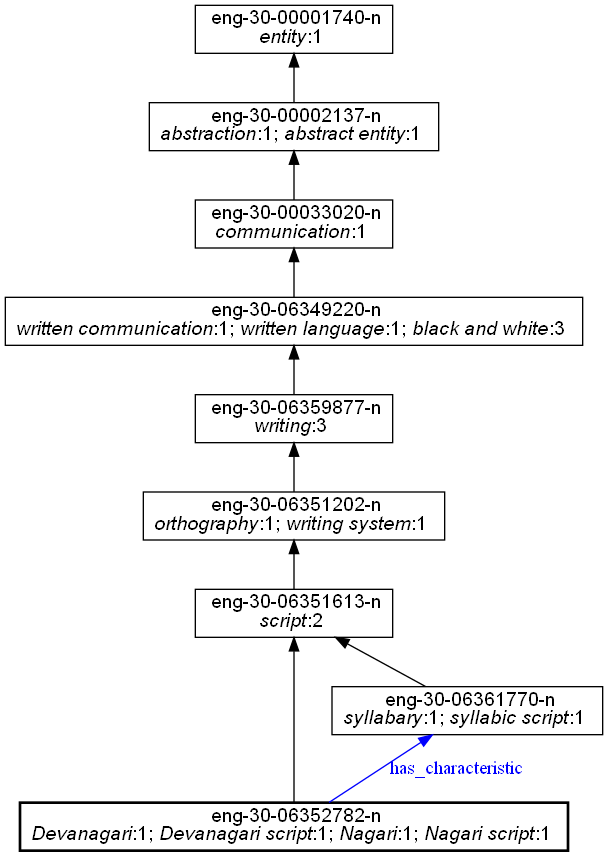 eng-30-00001740-n
entity:1
eng-30-00002137-n
abstraction:1; abstract entity:1
eng-30-00033020-n
communication:1
eng-30-06349220-n
written communication:1; written language:1; black and white:3
eng-30-06359877-n
writing:3
eng-30-06351202-n
orthography:1; writing system:1
eng-30-06351613-n
script:2
eng-30-06361770-n
syllabary:1; syllabic script:1
has_characteristic
eng-30-06352782-n
Devanagari:1; Devanagari script:1; Nagari:1; Nagari script:1